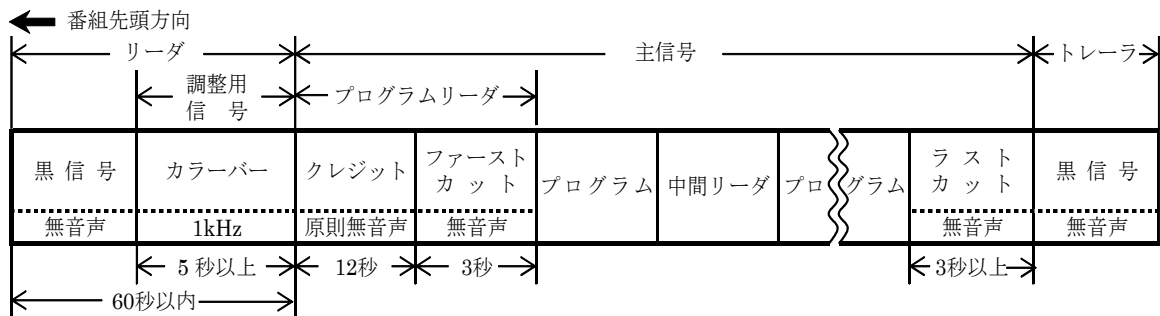 番組先頭方向
リーダ
主信号
トレーラ
調整用
信 号
プログラムリーダ
黒 信 号
カラーバー
クレジット
ファースト
カ ッ ト
プログラム
中間リーダ
プロ
グラム
ラ ス ト
カ ッ ト
黒 信 号
無音声
1kHz
原則無音声
無音声
無音声
無音声
5 秒以上
12秒
3秒
3秒以上
60秒以内